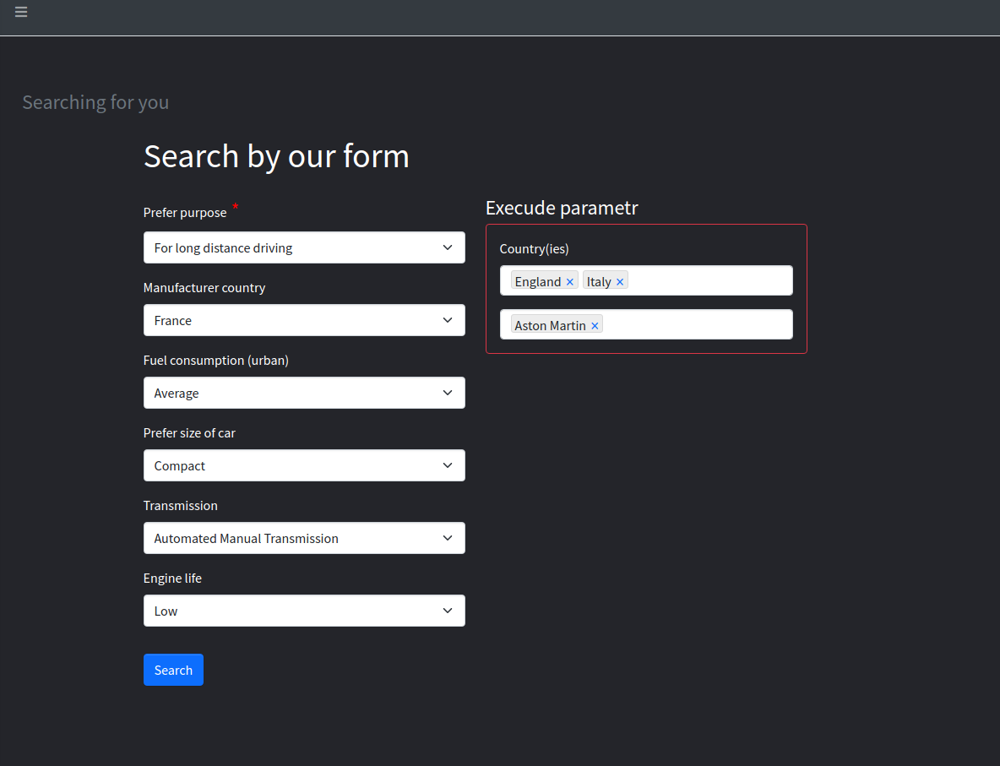 Searching for you
Search by our form
Prefer purpose *
For long distance driving
Manufacturer country
France
Fuel consumption (urban)
Average
Prefer size of car
Compact
Transmission
Automated Manual Transmission
Engine life
Low
Search
Execude parametr
Country(ies)
England × Italy ×
Aston Martin ×